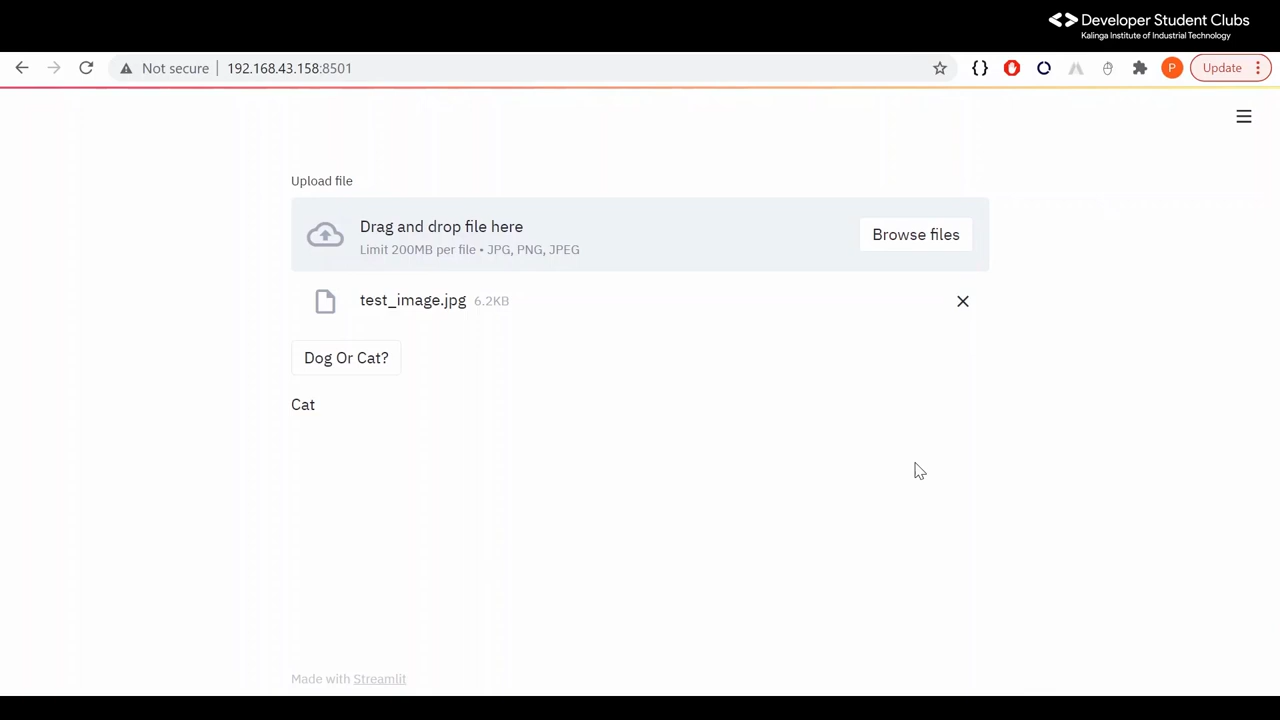 Developer Student Clubs
Kalinga Institute of Industrial Technology
Not secure
192.168.43.158:8501
P
Update
Upload file
Drag and drop file here
Limit 200MB per file • JPG, PNG, JPEG
Browse files
test_image.jpg 6.2KB
Dog Or Cat?
Cat
Made with Streamlit